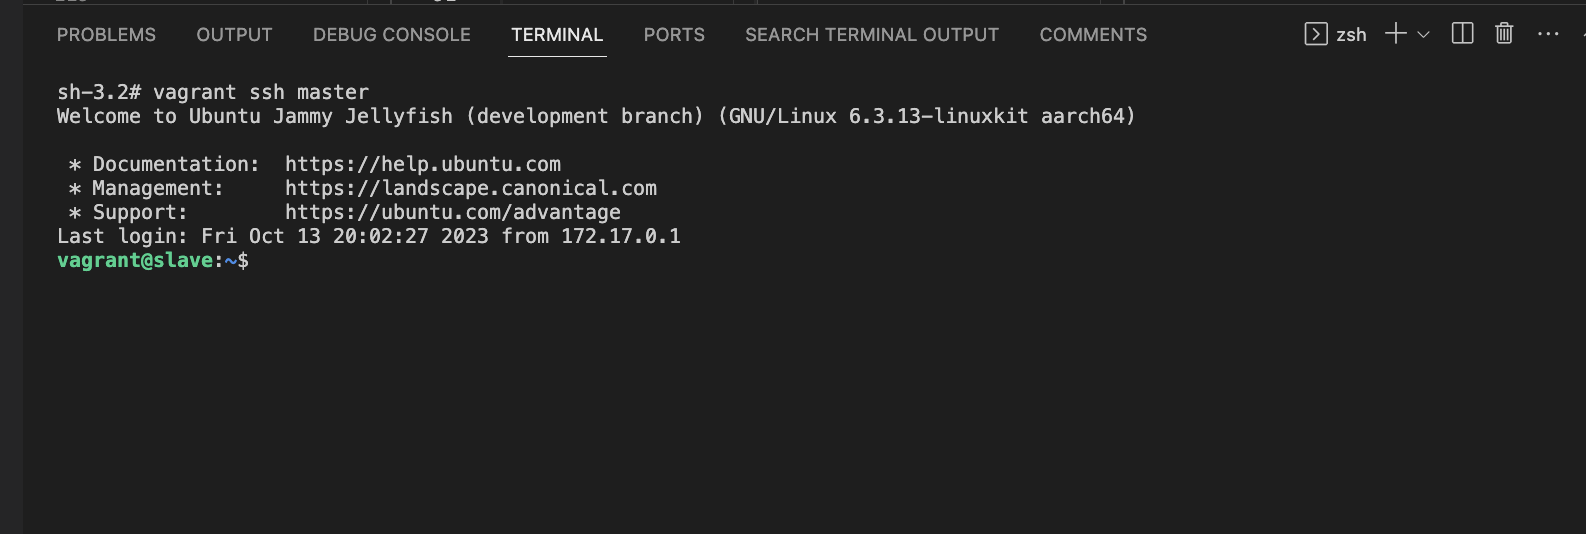 PROBLEMS OUTPUT DEBUG CONSOLE TERMINAL PORTS SEARCH TERMINAL OUTPUT COMMENTS zsh
sh-3.2# vagrant ssh master
Welcome to Ubuntu Jammy Jellyfish (development branch) (GNU/Linux 6.3.13-linuxkit aarch64)
* Documentation: https://help.ubuntu.com
* Management: https://landscape.canonical.com
* Support: https://ubuntu.com/advantage
Last login: Fri Oct 13 20:02:27 2023 from 172.17.0.1
vagrant@slave:~$